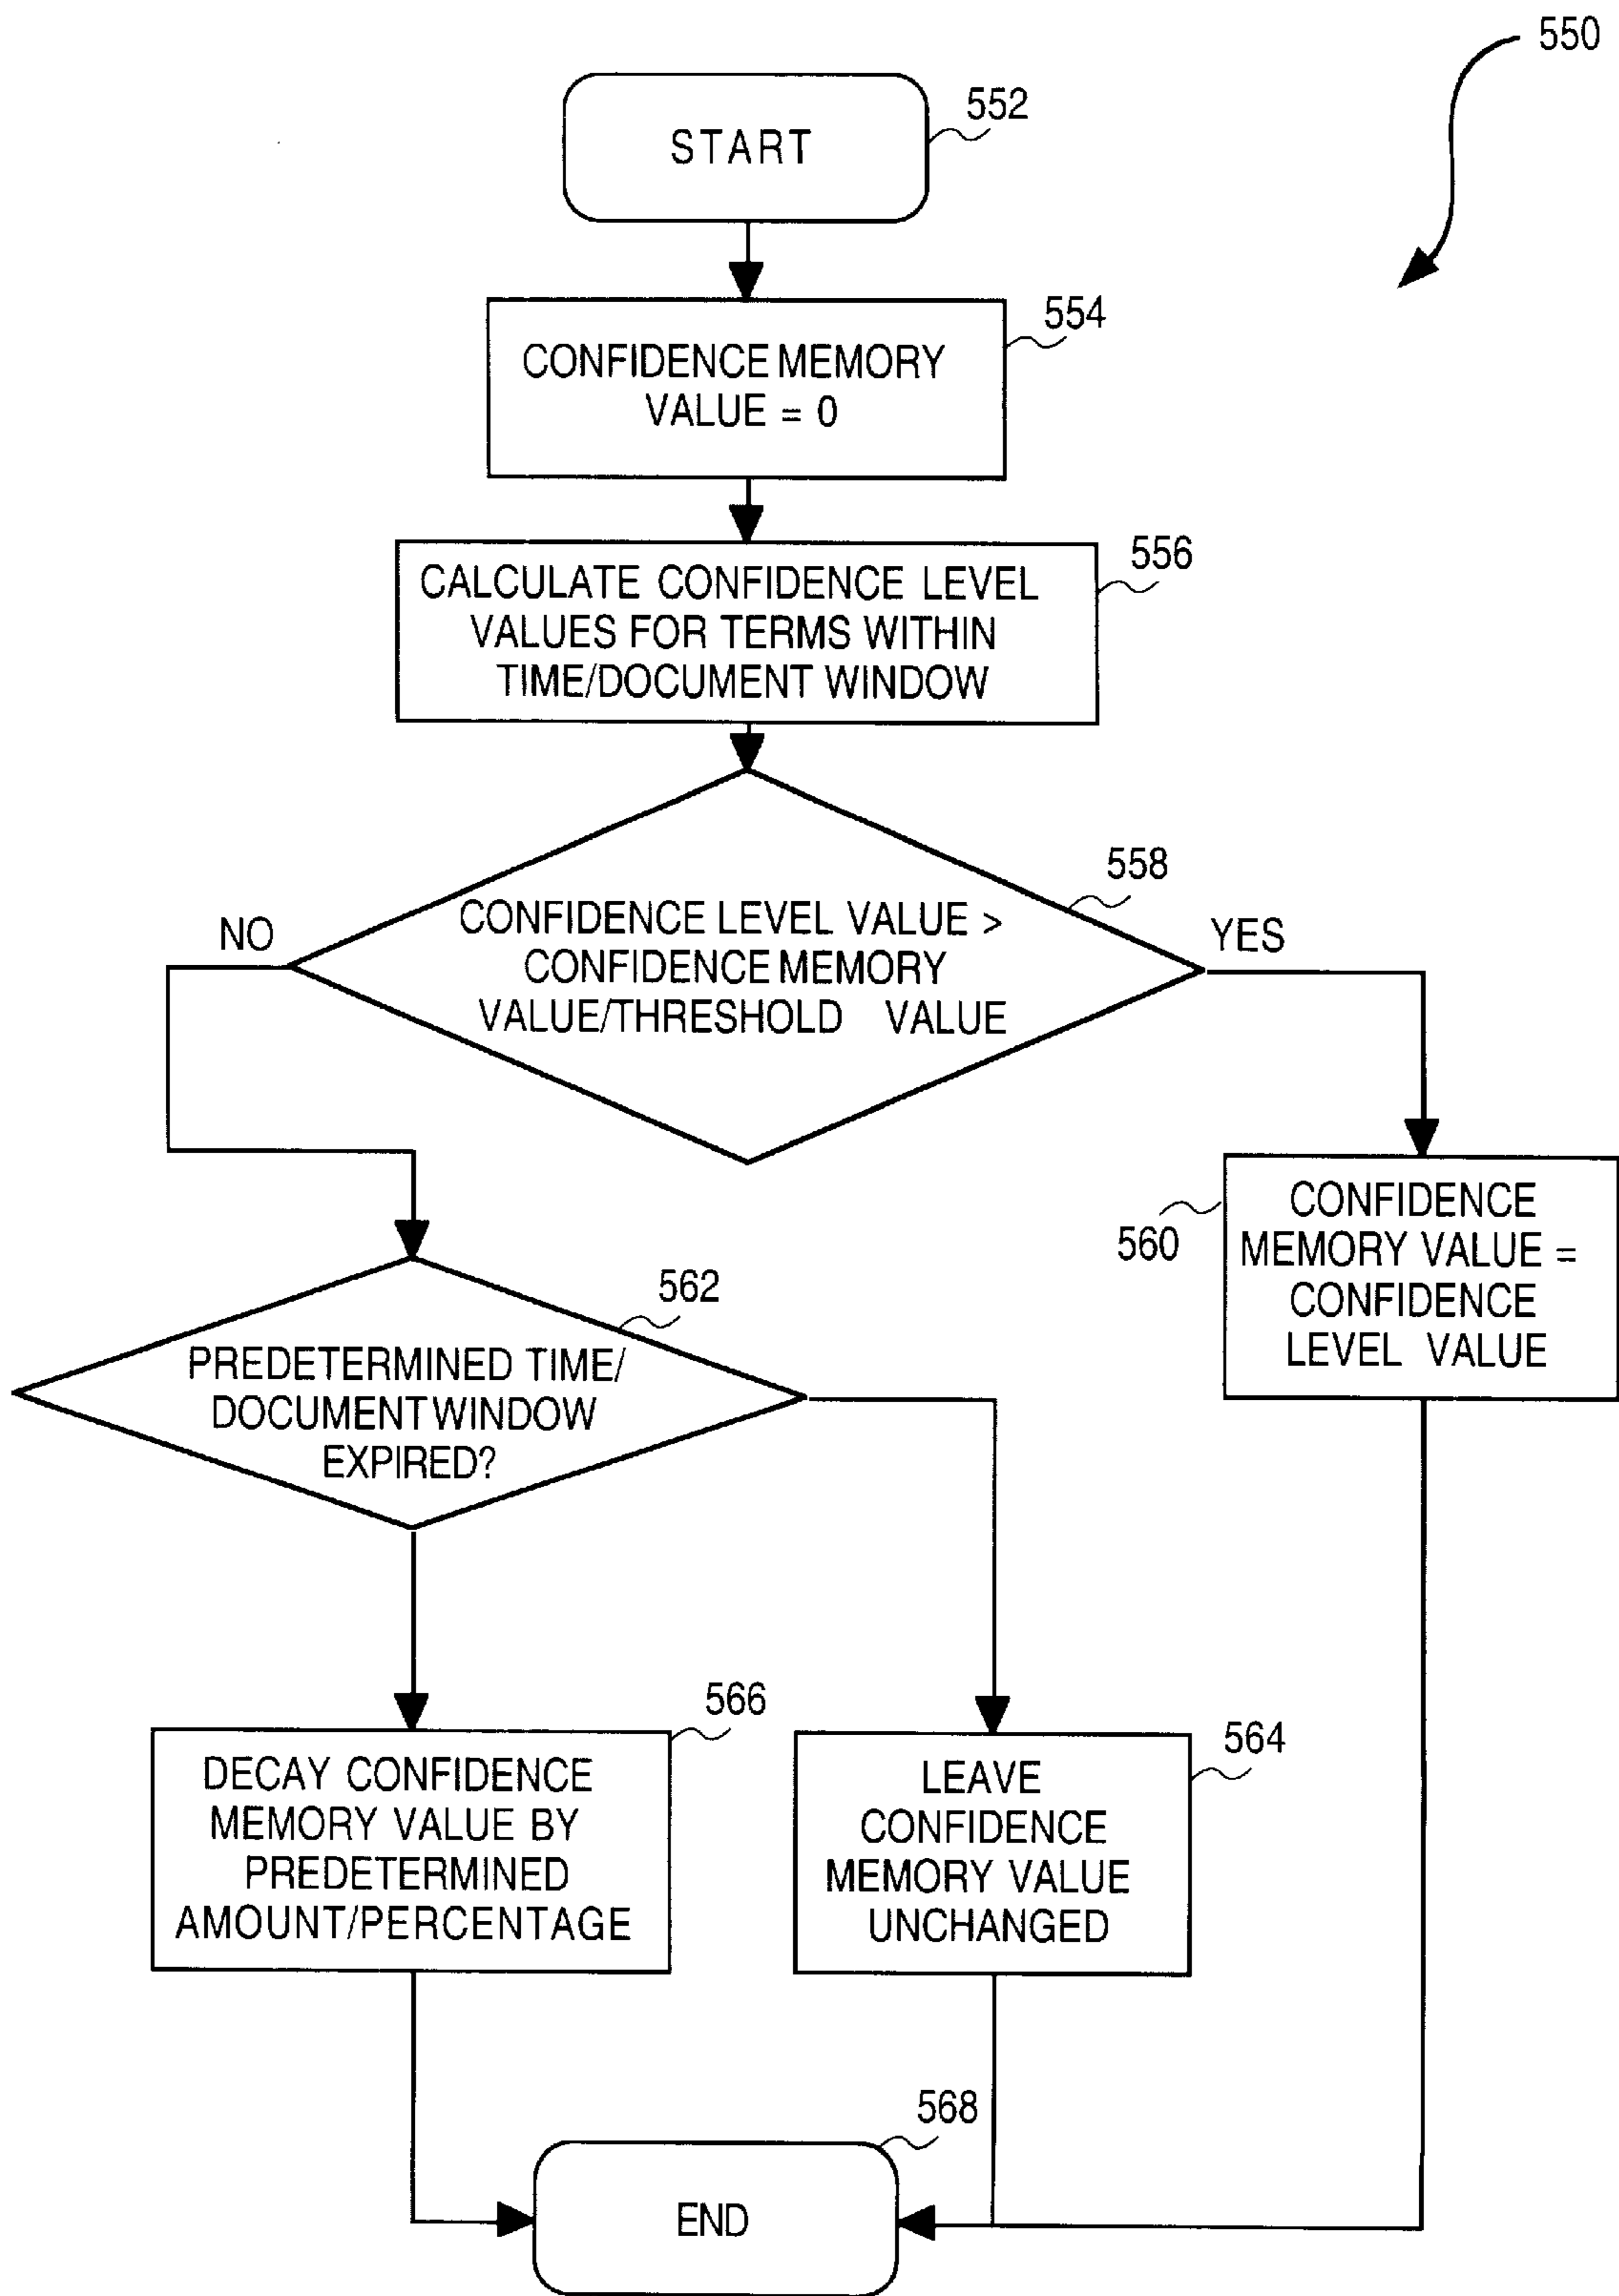 550
552
START
554
CONFIDENCE MEMORY
VALUE = 0
556
CALCULATE CONFIDENCE LEVEL
VALUES FOR TERMS WITHIN
TIME/DOCUMENT WINDOW
558
CONFIDENCE LEVEL VALUE >
CONFIDENCE MEMORY
VALUE/THRESHOLD VALUE
NO
YES
560
CONFIDENCE
MEMORY VALUE =
CONFIDENCE
LEVEL VALUE
562
PREDETERMINED TIME/
DOCUMENT WINDOW
EXPIRED?
566
DECAY CONFIDENCE
MEMORY VALUE BY
PREDETERMINED
AMOUNT/PERCENTAGE
564
LEAVE
CONFIDENCE
MEMORY VALUE
UNCHANGED
568
END